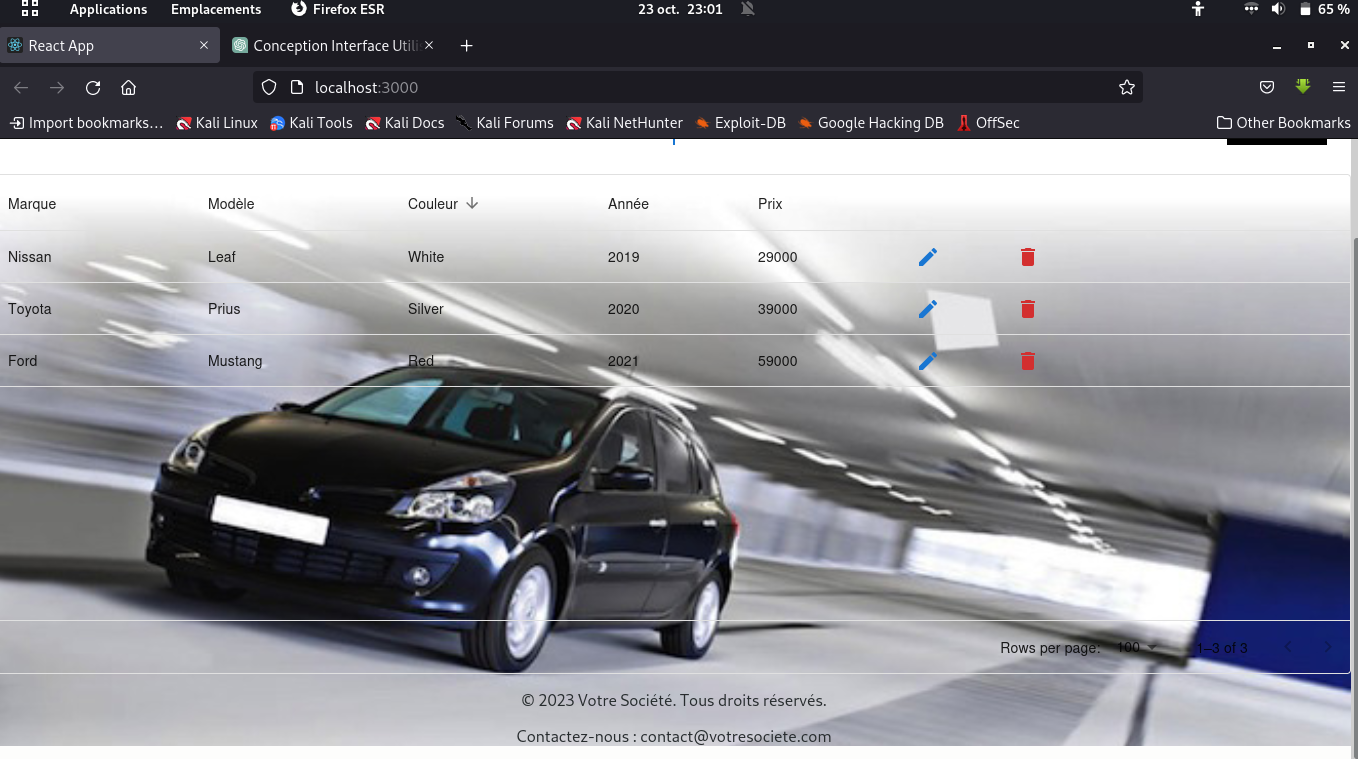 Applications Emplacements Firefox ESR 23 oct. 23:01 65 %
React App Conception Interface Utili
localhost:3000
Import bookmarks... Kali Linux Kali Tools Kali Docs Kali Forums Kali NetHunter Exploit-DB Google Hacking DB OffSec Other Bookmarks
Marque Modèle Couleur Année Prix
Nissan Leaf White 2019 29000
Toyota Prius Silver 2020 39000
Ford Mustang Red 2021 59000
Rows per page: 100 1–3 of 3
© 2023 Votre Société. Tous droits réservés.
Contactez-nous : contact@votresociete.com